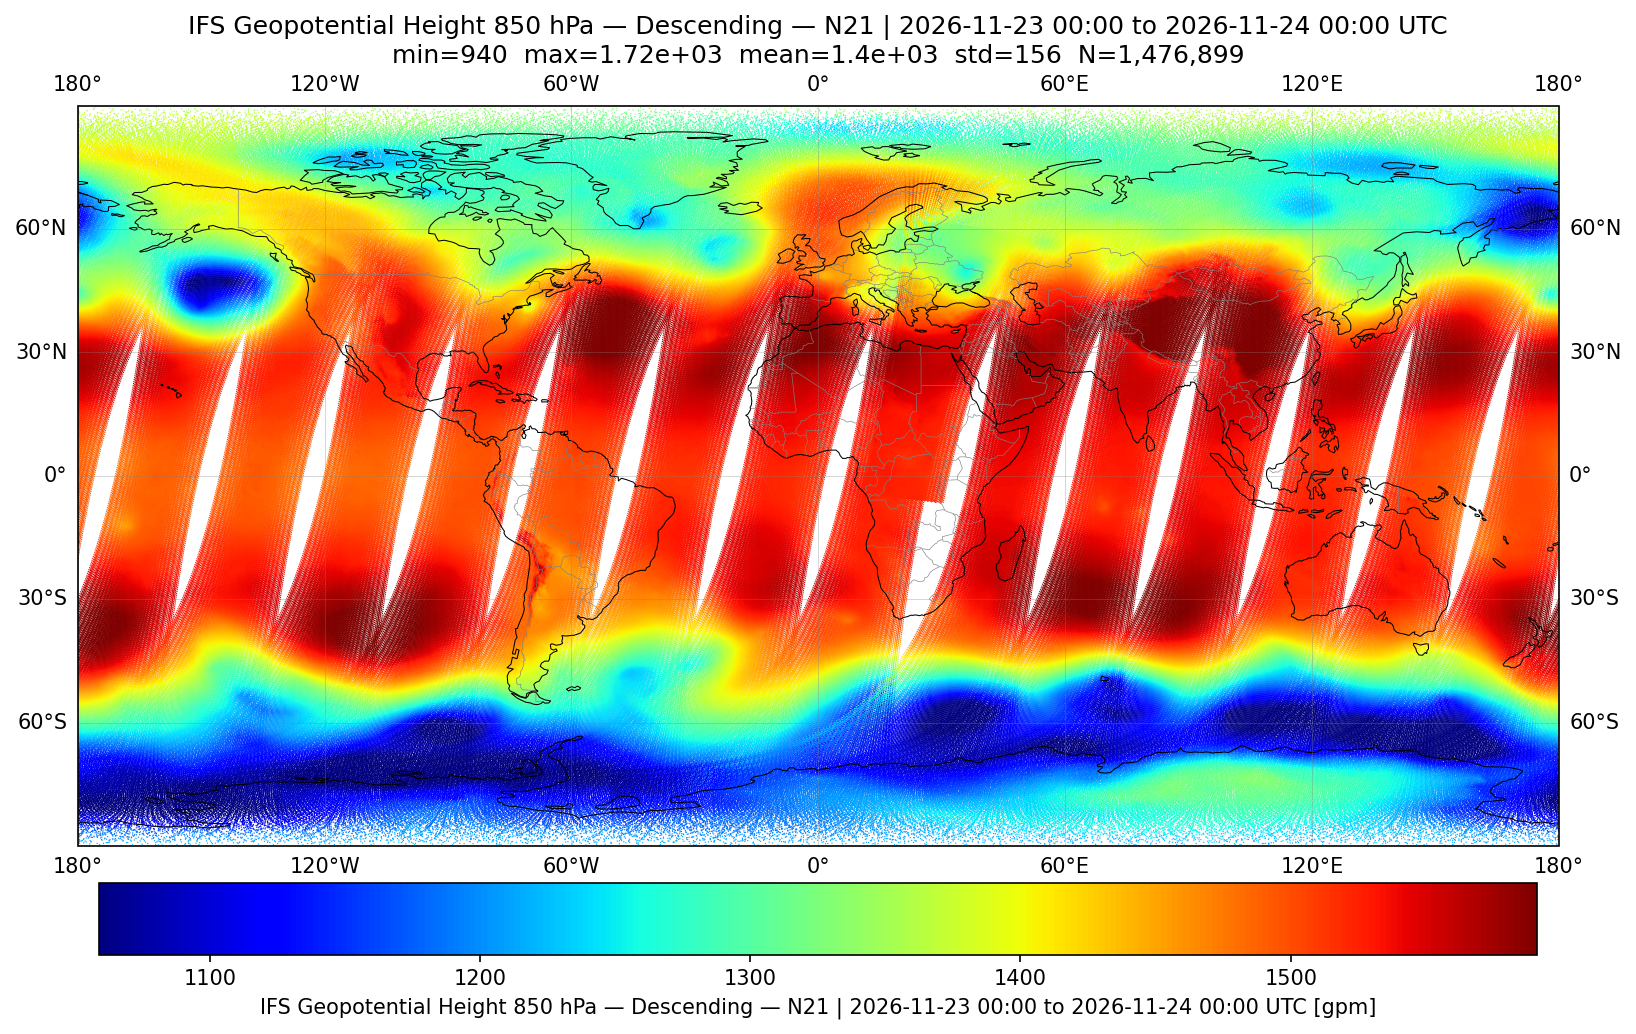 IFS Geopotential Height 850 hPa — Descending — N21 | 2026-11-23 00:00 to 2026-11-24 00:00 UTC
min=940 max=1.72e+03 mean=1.4e+03 std=156 N=1,476,899
180° 120°W 60°W 0° 60°E 120°E 180°
60°N 60°N
30°N 30°N
0° 0°
30°S 30°S
60°S 60°S
180° 120°W 60°W 0° 60°E 120°E 180°
1100 1200 1300 1400 1500
IFS Geopotential Height 850 hPa — Descending — N21 | 2026-11-23 00:00 to 2026-11-24 00:00 UTC [gpm]